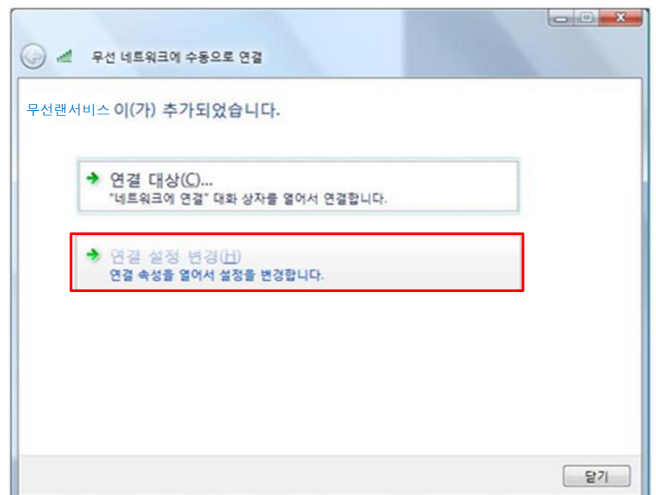 무선 네트워크에 수동으로 연결
무선랜서비스 이(가) 추가되었습니다.
연결 대상(C)...
"네트워크에 연결" 대화 상자를 열어서 연결합니다.
연결 설정 변경(H)
연결 속성을 열어서 설정을 변경합니다.
닫기